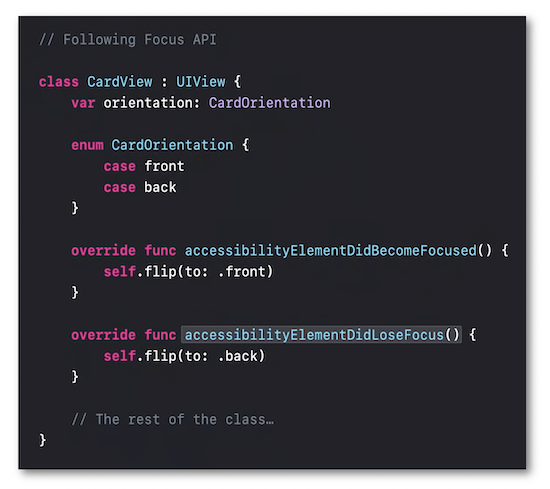 // Following Focus API
class CardView : UIView {
var orientation: CardOrientation
enum CardOrientation {
case front
case back
}
override func accessibilityElementDidBecomeFocused() {
self.flip(to: .front)
}
override func accessibilityElementDidLoseFocus() {
self.flip(to: .back)
}
// The rest of the class…
}